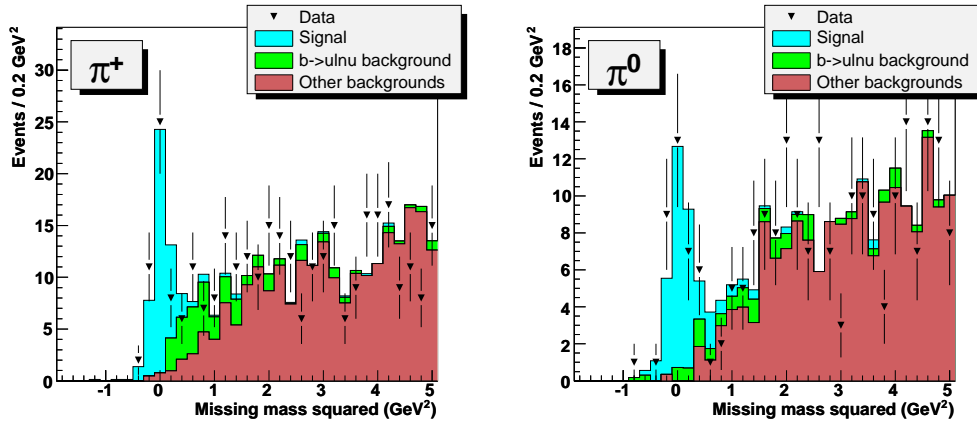 Events / 0.2 GeV²
π⁺
Data
Signal
b->ulnu background
Other backgrounds
30
25
20
15
10
5
0
-1 0 1 2 3 4 5
Missing mass squared (GeV²)
Events / 0.2 GeV²
π⁰
Data
Signal
b->ulnu background
Other backgrounds
18
16
14
12
10
8
6
4
2
0
-1 0 1 2 3 4 5
Missing mass squared (GeV²)